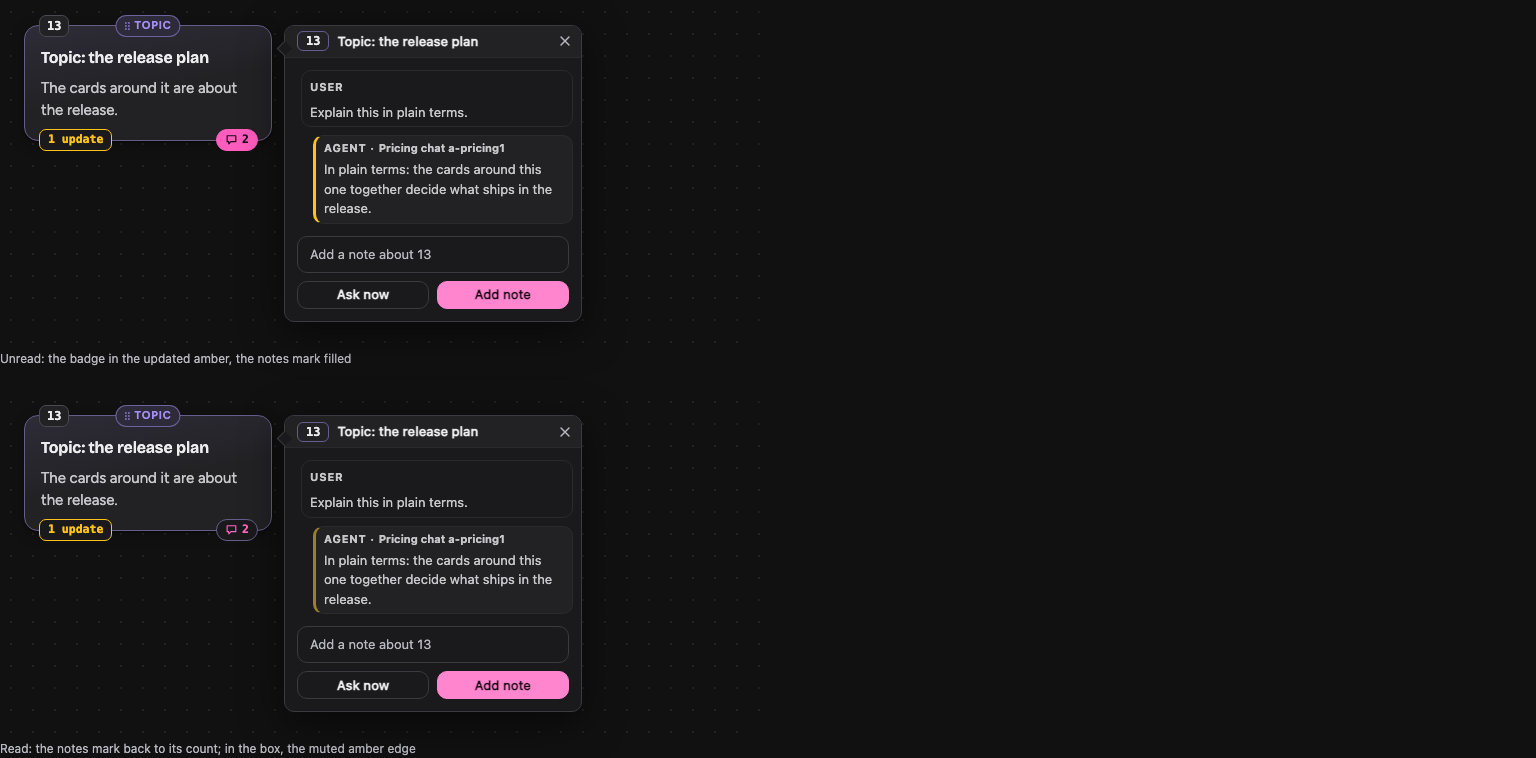 13
TOPIC
Topic: the release plan
The cards around it are about
the release.
1 update
2
13
Topic: the release plan
USER
Explain this in plain terms.
AGENT · Pricing chat a-pricing1
In plain terms: the cards around this
one together decide what ships in the
release.
Add a note about 13
Ask now
Add note
Unread: the badge in the updated amber, the notes mark filled
13
TOPIC
Topic: the release plan
The cards around it are about
the release.
1 update
2
13
Topic: the release plan
USER
Explain this in plain terms.
AGENT · Pricing chat a-pricing1
In plain terms: the cards around this
one together decide what ships in the
release.
Add a note about 13
Ask now
Add note
Read: the notes mark back to its count; in the box, the muted amber edge